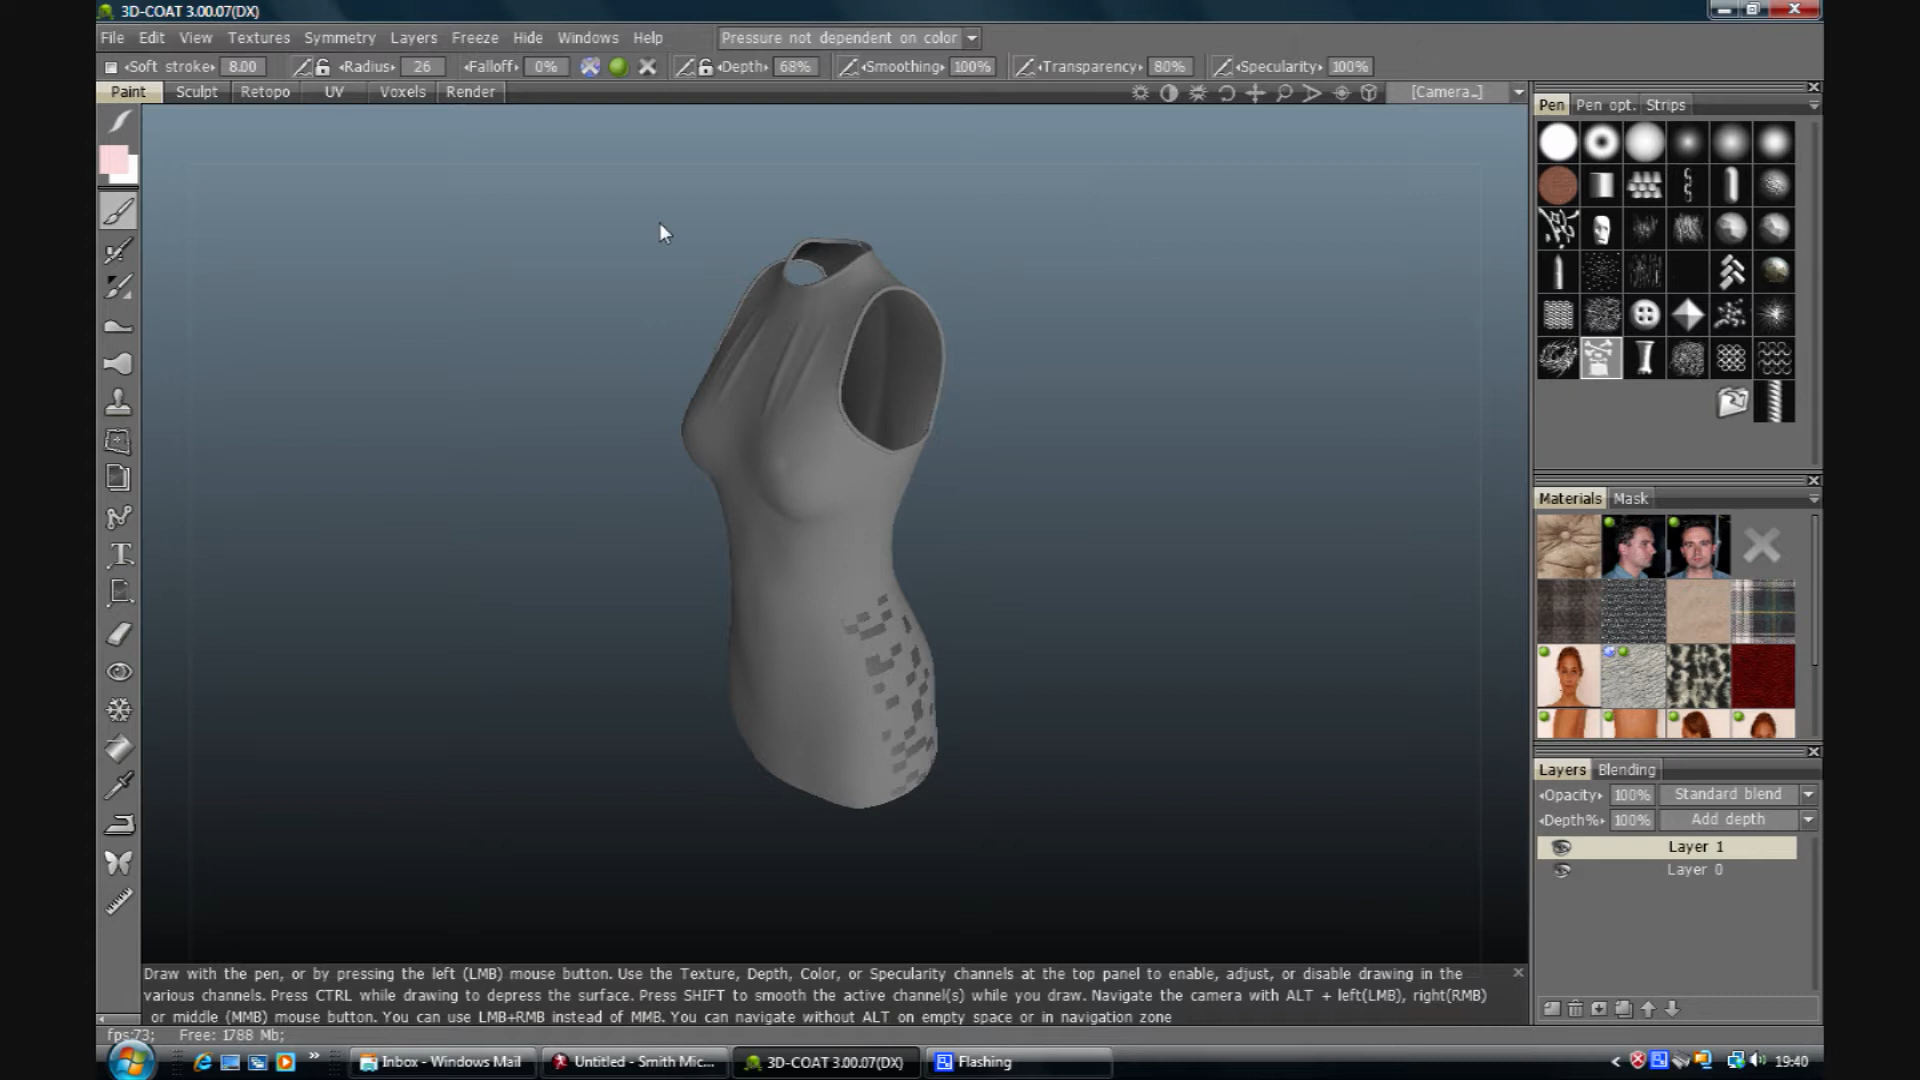 3D-COAT 3.00.07(DX)
File Edit View Textures Symmetry Layers Freeze Hide Windows Help Pressure not dependent on color
Soft stroke 8.00 Radius 26 Falloff 0% Depth 68% Smoothing 100% Transparency 80% Specularity 100%
Paint Sculpt Retopo UV Voxels Render [Camera_]
Pen Pen opt. Strips
Materials Mask
Layers Blending
Opacity 100% Standard blend
Depth% 100% Add depth
Layer 1
Layer 0
Draw with the pen, or by pressing the left (LMB) mouse button. Use the Texture, Depth, Color, or Specularity channels at the top panel to enable, adjust, or disable drawing in the
various channels. Press CTRL while drawing to depress the surface. Press SHIFT to smooth the active channel(s) while you draw. Navigate the camera with ALT + left(LMB), right(RMB)
or middle (MMB) mouse button. You can use LMB+RMB instead of MMB. You can navigate without ALT on empty space or in navigation zone
fps:73; Free: 1788 Mb;
Inbox - Windows Mail Untitled - Smith Mic... 3D-COAT 3.00.07(DX) Flashing 19:40